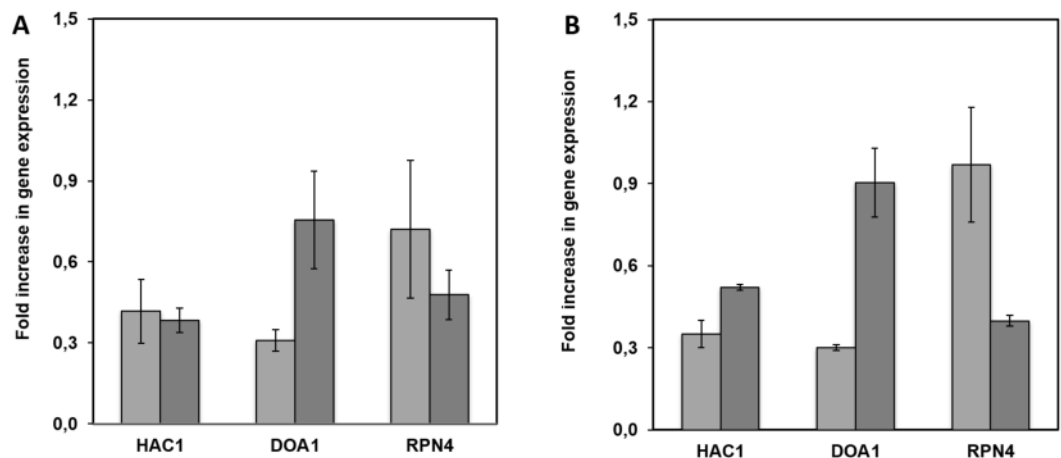 A
Fold increase in gene expression
1,5
1,2
0,9
0,6
0,3
0,0
HAC1 DOA1 RPN4
B
Fold increase in gene expression
1,5
1,2
0,9
0,6
0,3
0,0
HAC1 DOA1 RPN4